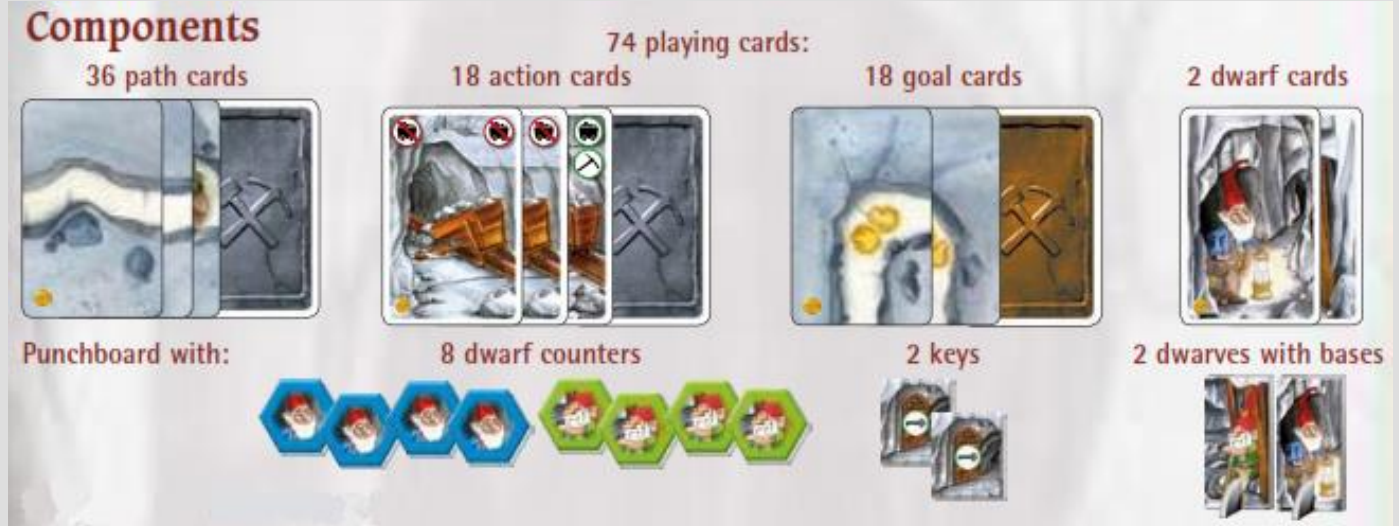 Components
74 playing cards:
36 path cards
18 action cards
18 goal cards
2 dwarf cards
Punchboard with:
8 dwarf counters
2 keys
2 dwarves with bases